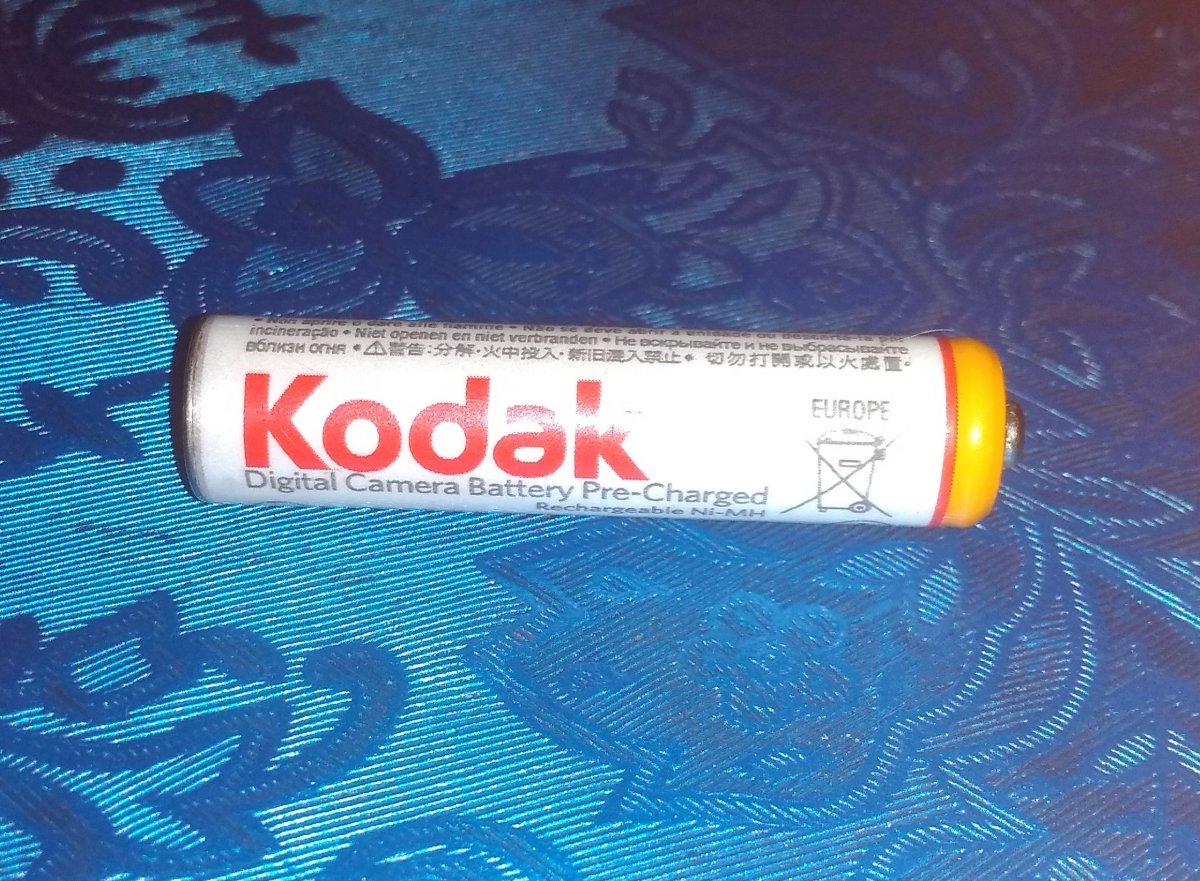 incineração • Niet openen en niet verbranden • Не вскрывайте и не выбрасывайте
вблизи огня • ⚠警告:分解·火中投入·新旧混入禁止• 切勿打開或以火處置。
Kodak
EUROPE
Digital Camera Battery Pre-Charged
Rechargeable Ni-MH